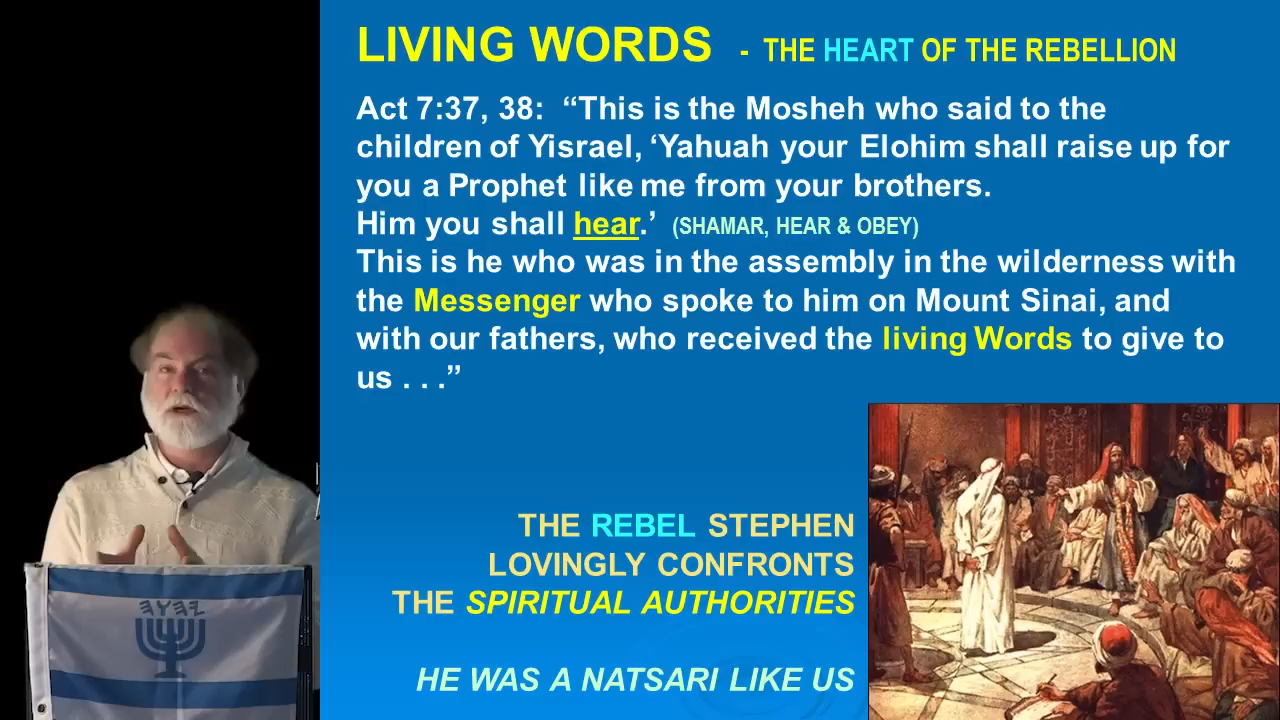 LIVING WORDS - THE HEART OF THE REBELLION
Act 7:37, 38: “This is the Mosheh who said to the
children of Yisrael, ‘Yahuah your Elohim shall raise up for
you a Prophet like me from your brothers.
Him you shall hear.’ (SHAMAR, HEAR & OBEY)
This is he who was in the assembly in the wilderness with
the Messenger who spoke to him on Mount Sinai, and
with our fathers, who received the living Words to give to
us . . .”
THE REBEL STEPHEN
LOVINGLY CONFRONTS
THE SPIRITUAL AUTHORITIES
HE WAS A NATSARI LIKE US